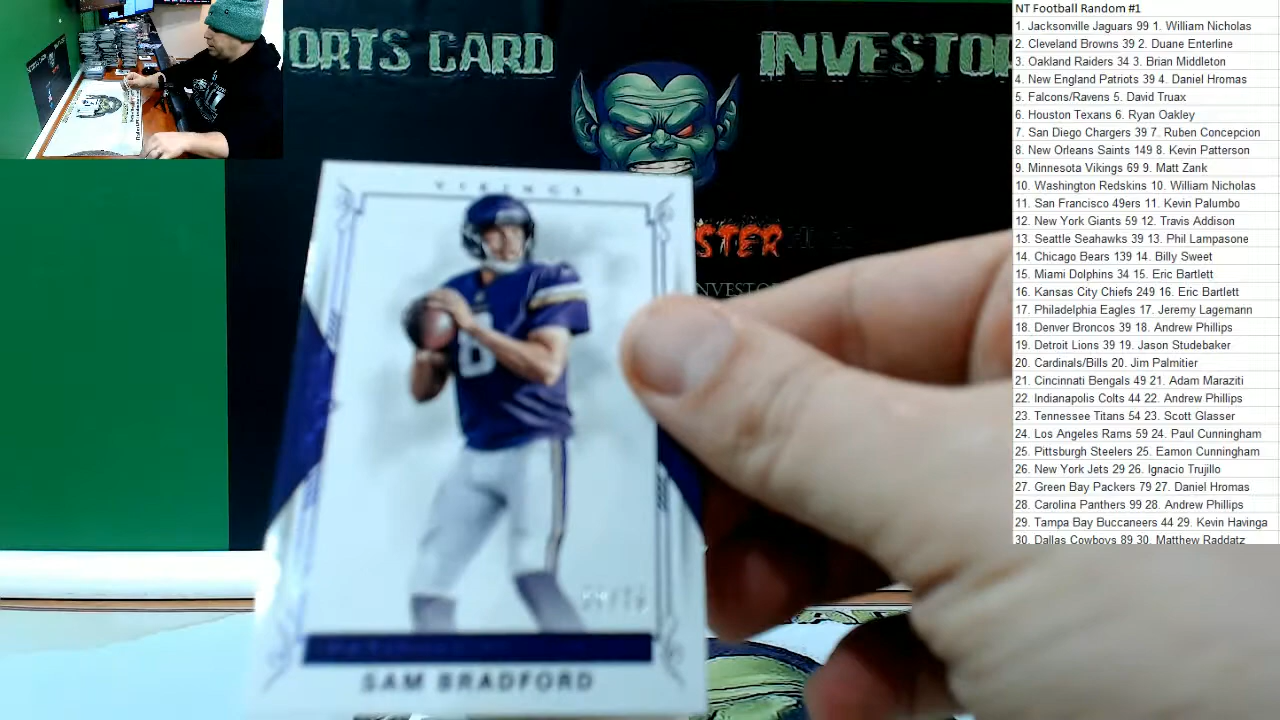 ORTS CARD
INVESTO
STER
NVESTO
VIKINGS
8
SAM BRADFORD
NT Football Random #1
1. Jacksonville Jaguars 99 1. William Nicholas
2. Cleveland Browns 39 2. Duane Enterline
3. Oakland Raiders 34 3. Brian Middleton
4. New England Patriots 39 4. Daniel Hromas
5. Falcons/Ravens 5. David Truax
6. Houston Texans 6. Ryan Oakley
7. San Diego Chargers 39 7. Ruben Concepcion
8. New Orleans Saints 149 8. Kevin Patterson
9. Minnesota Vikings 69 9. Matt Zank
10. Washington Redskins 10. William Nicholas
11. San Francisco 49ers 11. Kevin Palumbo
12. New York Giants 59 12. Travis Addison
13. Seattle Seahawks 39 13. Phil Lampasone
14. Chicago Bears 139 14. Billy Sweet
15. Miami Dolphins 34 15. Eric Bartlett
16. Kansas City Chiefs 249 16. Eric Bartlett
17. Philadelphia Eagles 17. Jeremy Lagemann
18. Denver Broncos 39 18. Andrew Phillips
19. Detroit Lions 39 19. Jason Studebaker
20. Cardinals/Bills 20. Jim Palmitier
21. Cincinnati Bengals 49 21. Adam Maraziti
22. Indianapolis Colts 44 22. Andrew Phillips
23. Tennessee Titans 54 23. Scott Glasser
24. Los Angeles Rams 59 24. Paul Cunningham
25. Pittsburgh Steelers 25. Eamon Cunningham
26. New York Jets 29 26. Ignacio Trujillo
27. Green Bay Packers 79 27. Daniel Hromas
28. Carolina Panthers 99 28. Andrew Phillips
29. Tampa Bay Buccaneers 44 29. Kevin Havinga
30. Dallas Cowboys 89 30. Matthew Raddatz